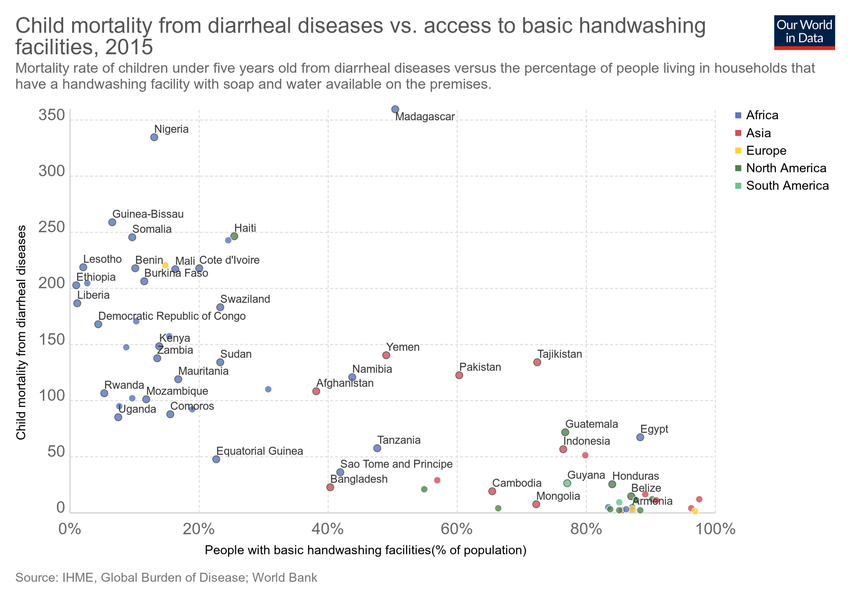 Child mortality from diarrheal diseases vs. access to basic handwashing
facilities, 2015
Our World
in Data
Mortality rate of children under five years old from diarrheal diseases versus the percentage of people living in households that
have a handwashing facility with soap and water available on the premises.
350
300
250
200
150
100
50
0
Child mortality from diarrheal diseases
Madagascar
Nigeria
Guinea-Bissau
Somalia
Haiti
Lesotho
Benin
Mali
Cote d'Ivoire
Ethiopia
Burkina Faso
Liberia
Swaziland
Democratic Republic of Congo
Kenya
Zambia
Sudan
Yemen
Tajikistan
Mauritania
Namibia
Pakistan
Afghanistan
Rwanda
Mozambique
Uganda
Comoros
Guatemala
Egypt
Indonesia
Tanzania
Equatorial Guinea
Sao Tome and Principe
Bangladesh
Cambodia
Guyana
Honduras
Mongolia
Belize
Armenia
0%
20%
40%
60%
80%
100%
People with basic handwashing facilities(% of population)
Africa
Asia
Europe
North America
South America
Source: IHME, Global Burden of Disease; World Bank